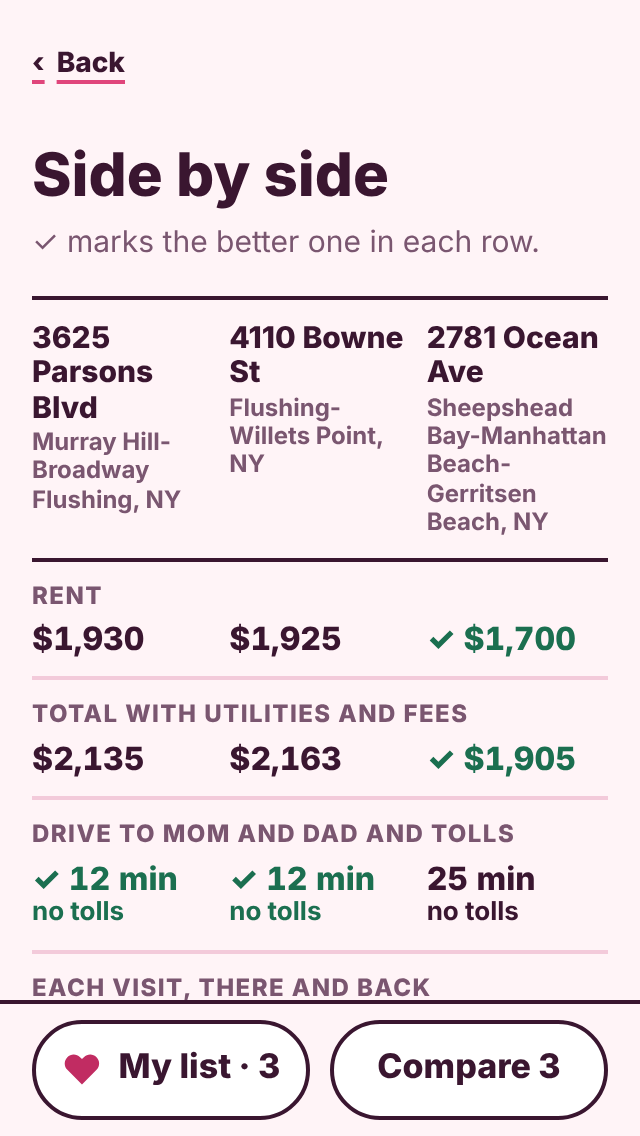 ‹ Back
Side by side
✓ marks the better one in each row.
3625
Parsons
Blvd
Murray Hill-
Broadway
Flushing, NY
4110 Bowne
St
Flushing-
Willets Point,
NY
2781 Ocean
Ave
Sheepshead
Bay-Manhattan
Beach-
Gerritsen
Beach, NY
RENT
$1,930 $1,925 ✓ $1,700
TOTAL WITH UTILITIES AND FEES
$2,135 $2,163 ✓ $1,905
DRIVE TO MOM AND DAD AND TOLLS
✓ 12 min ✓ 12 min 25 min
no tolls no tolls no tolls
EACH VISIT, THERE AND BACK
My list · 3 Compare 3